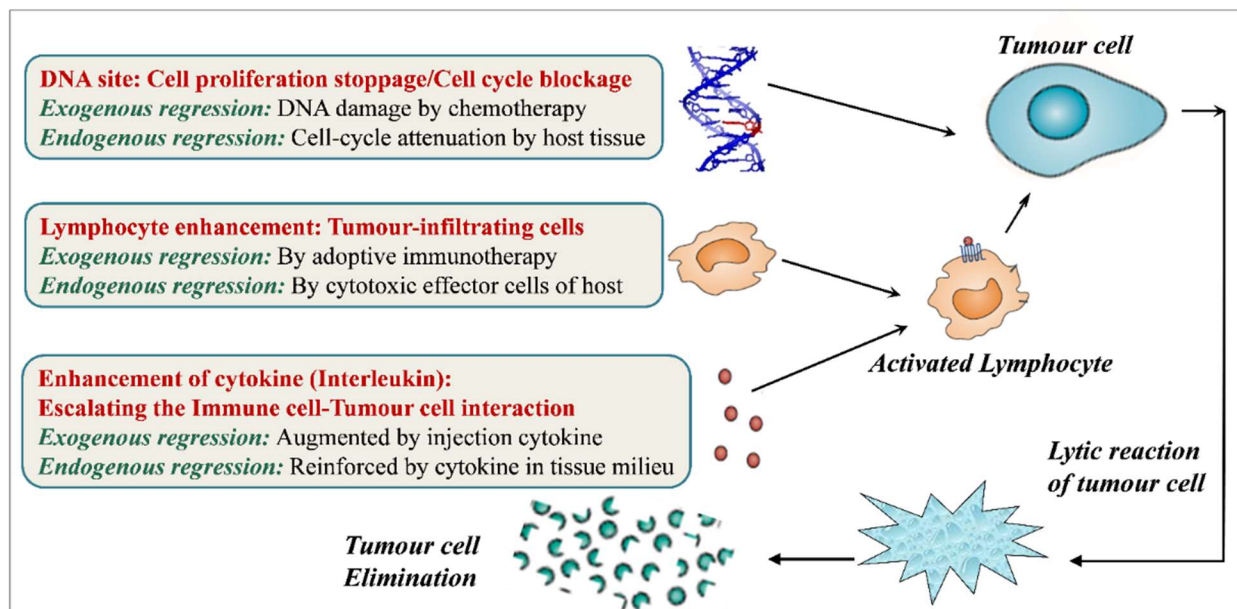 DNA site: Cell proliferation stoppage/Cell cycle blockage
Exogenous regression: DNA damage by chemotherapy
Endogenous regression: Cell-cycle attenuation by host tissue
Tumour cell
Lymphocyte enhancement: Tumour-infiltrating cells
Exogenous regression: By adoptive immunotherapy
Endogenous regression: By cytotoxic effector cells of host
Activated Lymphocyte
Enhancement of cytokine (Interleukin):
Escalating the Immune cell-Tumour cell interaction
Exogenous regression: Augmented by injection cytokine
Endogenous regression: Reinforced by cytokine in tissue milieu
Lytic reaction
of tumour cell
Tumour cell
Elimination